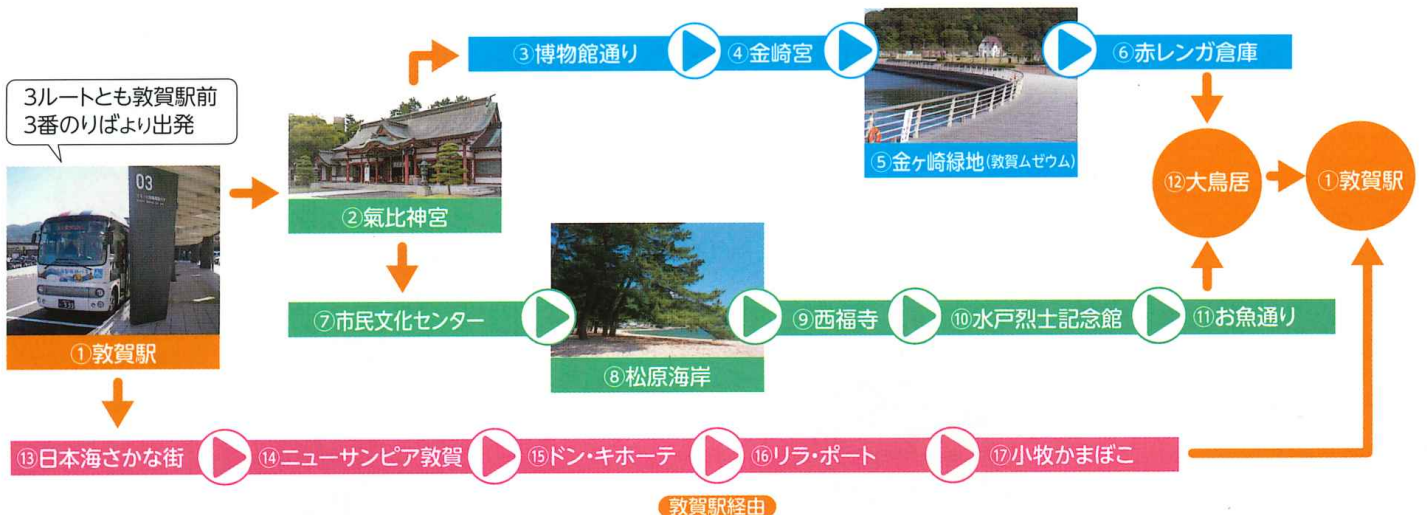 3ルートとも敦賀駅前
3番のりばより出発
03
①敦賀駅
②氣比神宮
③博物館通り
④金崎宮
⑤金ヶ崎緑地(敦賀ムゼウム)
⑥赤レンガ倉庫
⑦市民文化センター
⑧松原海岸
⑨西福寺
⑩水戸烈士記念館
⑪お魚通り
⑫大鳥居
①敦賀駅
⑬日本海さかな街
⑭ニューサンピア敦賀
⑮ドン・キホーテ
⑯リラ・ポート
⑰小牧かまぼこ
敦賀駅経由